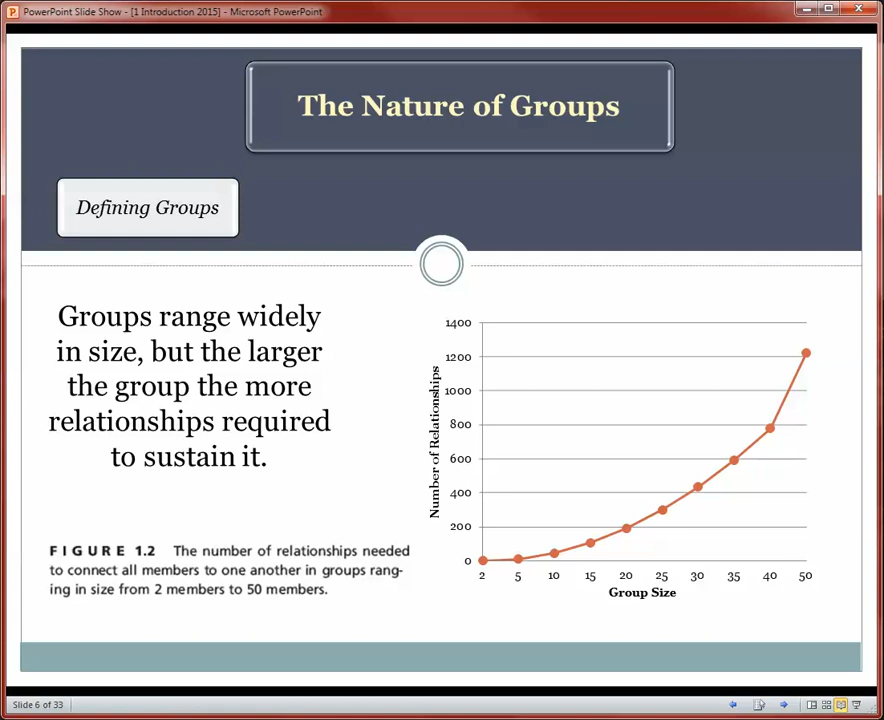 PowerPoint Slide Show - [1 Introduction 2015] - Microsoft PowerPoint
The Nature of Groups
Defining Groups
Groups range widely
in size, but the larger
the group the more
relationships required
to sustain it.
FIGURE 1.2 The number of relationships needed
to connect all members to one another in groups rang-
ing in size from 2 members to 50 members.
Number of Relationships
1400
1200
1000
800
600
400
200
0
2 5 10 15 20 25 30 35 40 50
Group Size
Slide 6 of 33